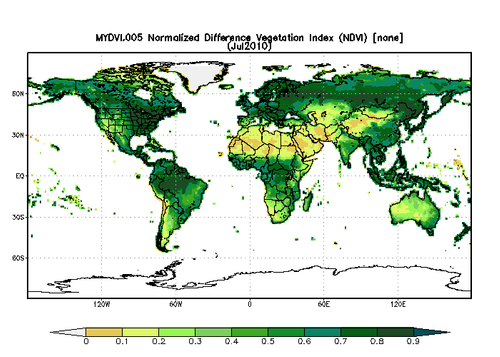 MYDVI.005 Normalized Difference Vegetation Index (NDVI) [none]
(Jul2010)
60N
30N
EQ
30S
60S
120W 60W 0 60E 120E
0 0.1 0.2 0.3 0.4 0.5 0.6 0.7 0.8 0.9